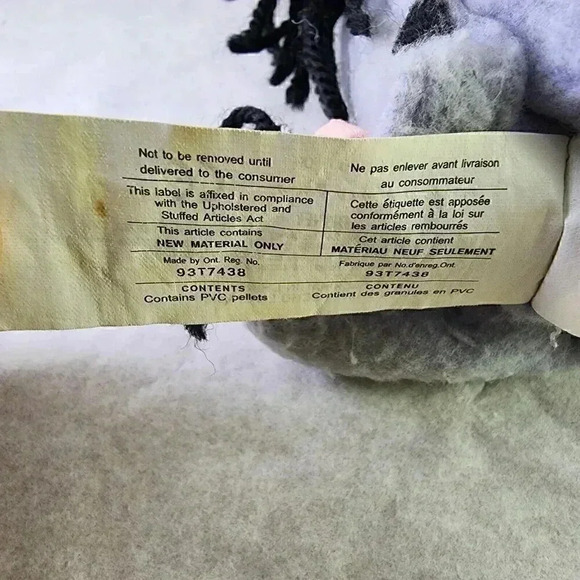 Not to be removed until
delivered to the consumer
This label is affixed in compliance
with the Upholstered and
Stuffed Articles Act
This article contains
NEW MATERIAL ONLY
Made by Ont. Reg. No.
93T7438
CONTENTS
Contains PVC pellets
Ne pas enlever avant livraison
au consommateur
Cette étiquette est apposée
conformément à la loi sur
les articles rembourrés
Cet article contient
MATÉRIAU NEUF SEULEMENT
Fabrique par No.d'enreg.Ont.
93T7438
CONTENU
Contient des granules en PVC